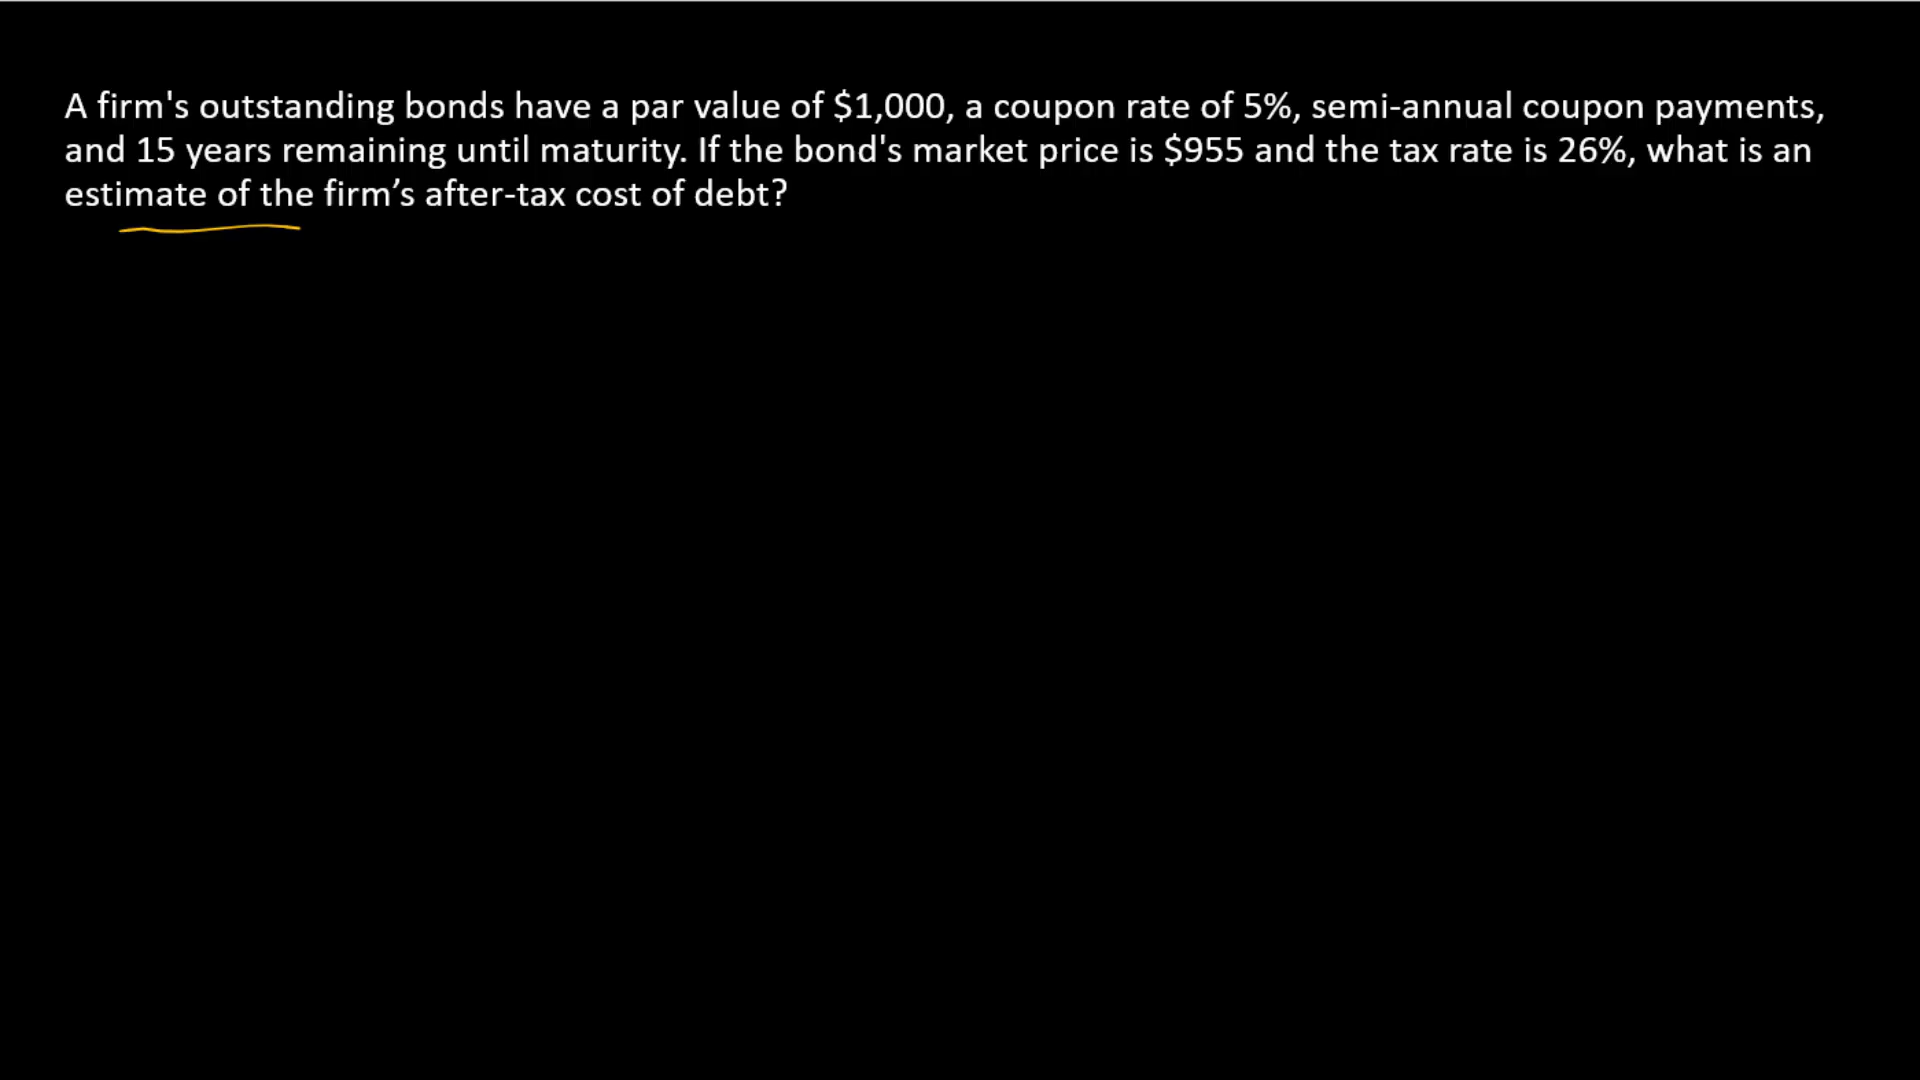 A firm's outstanding bonds have a par value of $1,000, a coupon rate of 5%, semi-annual coupon payments,
and 15 years remaining until maturity. If the bond's market price is $955 and the tax rate is 26%, what is an
estimate of the firm’s after-tax cost of debt?